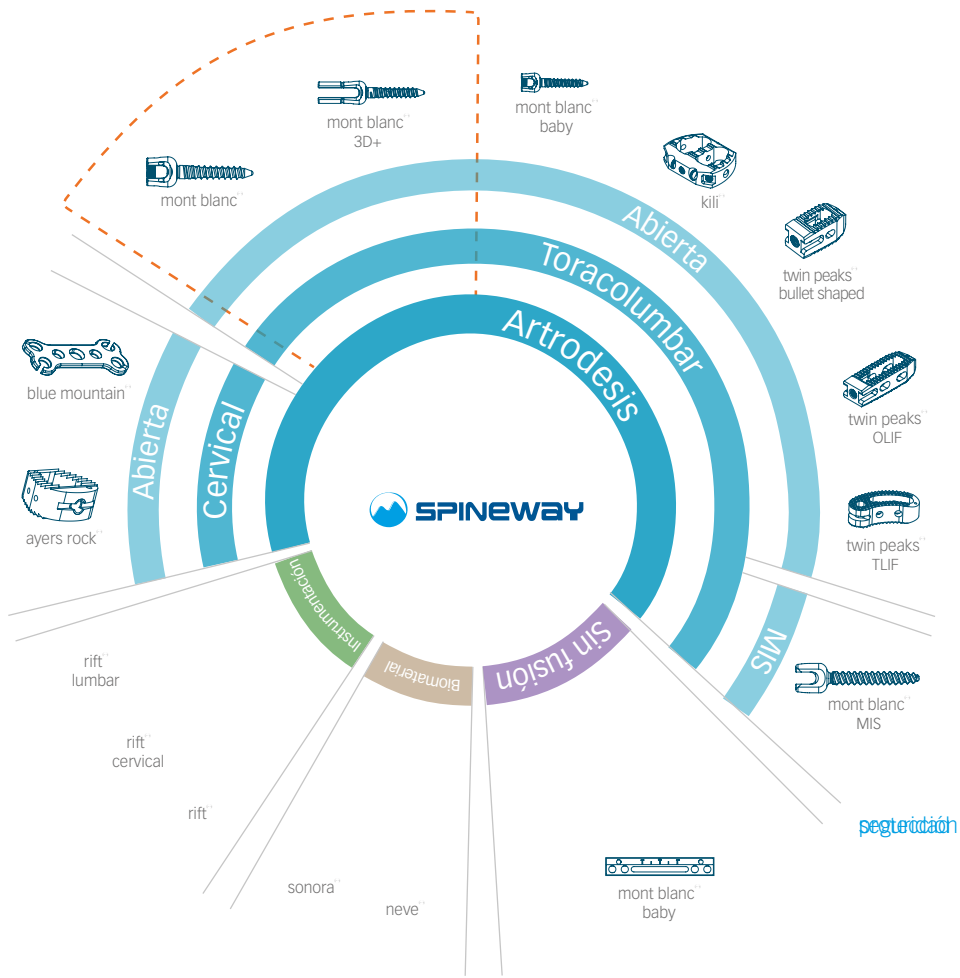 mont blanc
3D+
mont blanc
baby
mont blanc
kili
twin peaks
bullet shaped
twin peaks
OLIF
twin peaks
TLIF
mont blanc
MIS
blue mountain
ayers rock
Abierta
Toracolumbar
Artrodesis
Abierta
Cervical
SPINEWAY
MIS
Sin fusión
Biomaterial
Instrumentación
rift
lumbar
rift
cervical
rift
sonora
neve
mont blanc
baby